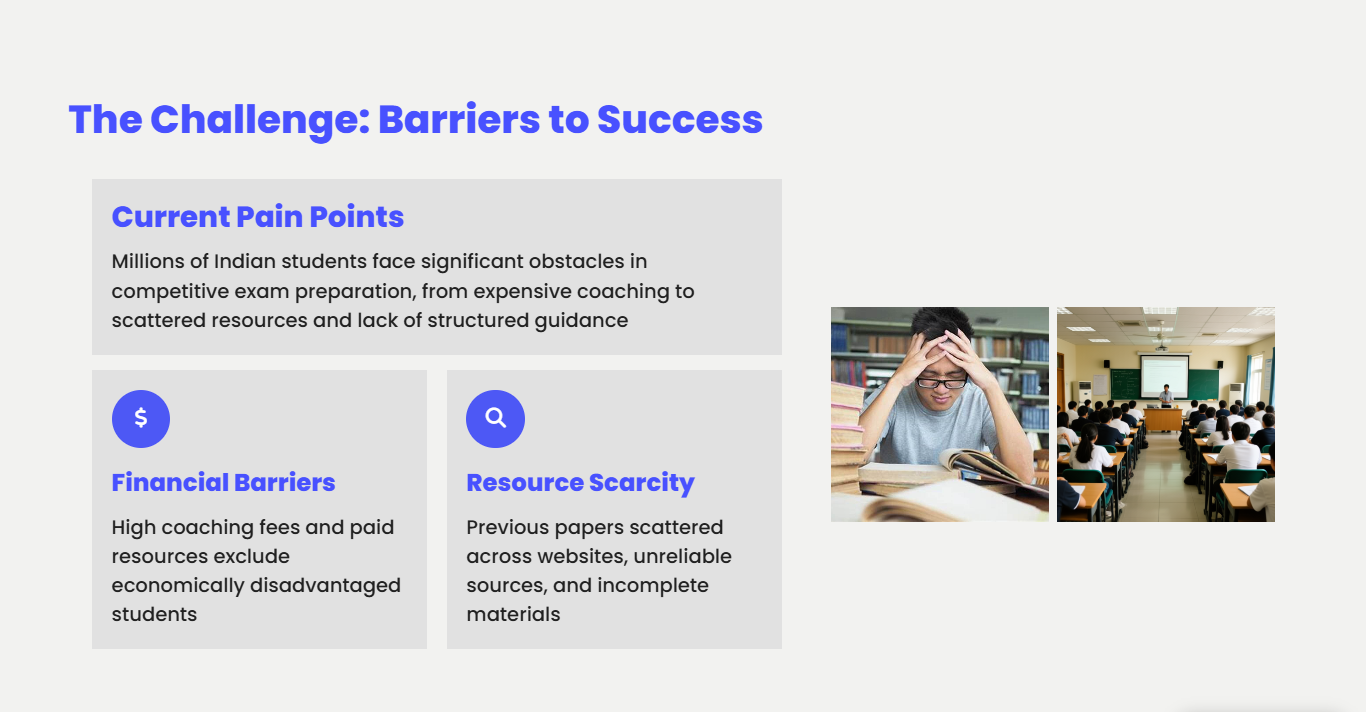 The Challenge: Barriers to Success
Current Pain Points
Millions of Indian students face significant obstacles in
competitive exam preparation, from expensive coaching to
scattered resources and lack of structured guidance
$
Financial Barriers
High coaching fees and paid
resources exclude
economically disadvantaged
students
Resource Scarcity
Previous papers scattered
across websites, unreliable
sources, and incomplete
materials